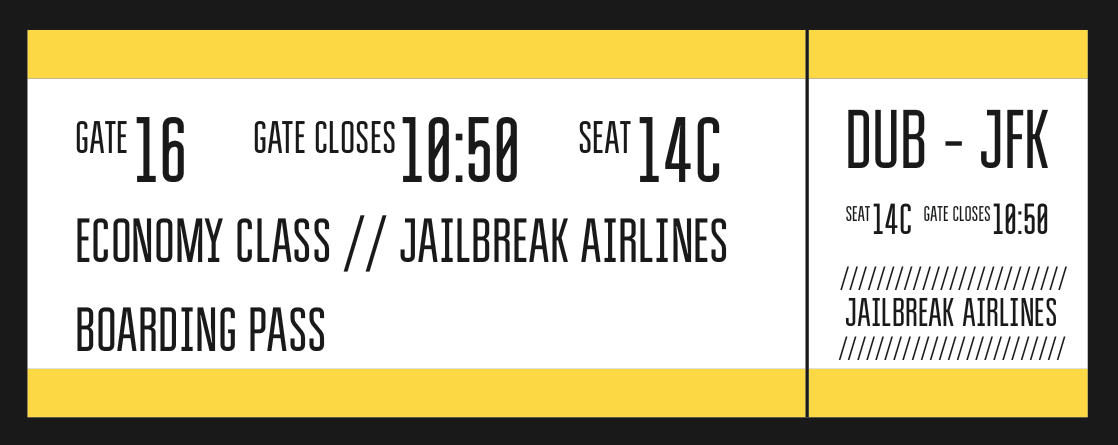 GATE 16 GATE CLOSES 10:50 SEAT 14C
ECONOMY CLASS // JAILBREAK AIRLINES
BOARDING PASS
DUB - JFK
SEAT 14C GATE CLOSES 10:50
/////////////////////////
JAILBREAK AIRLINES
/////////////////////////